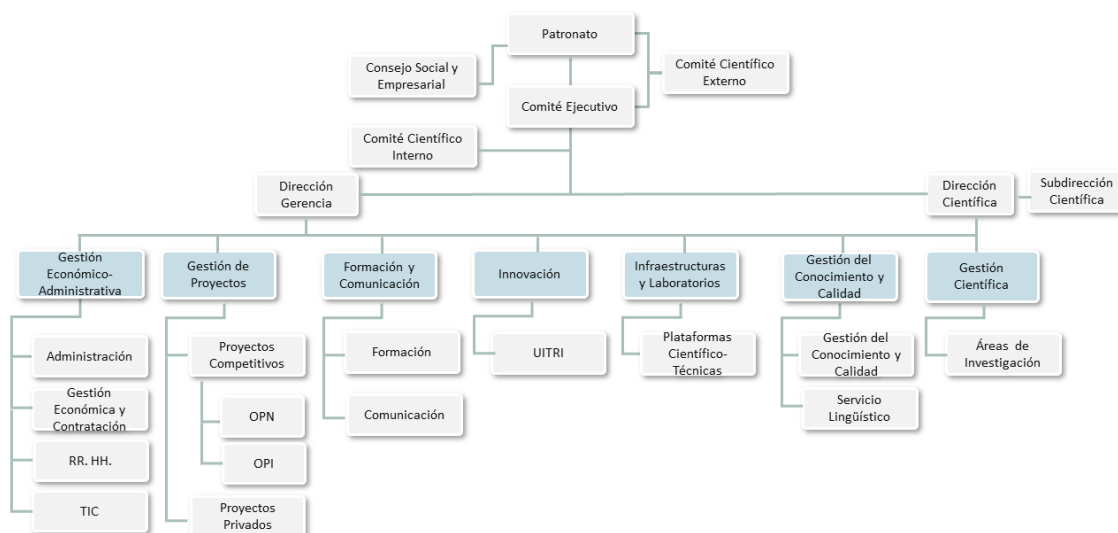 Patronato
Consejo Social y
Empresarial
Comité Científico
Externo
Comité Ejecutivo
Comité Científico
Interno
Dirección
Gerencia
Dirección
Científica
Subdirección
Científica
Gestión
Económico-
Administrativa
Gestión de
Proyectos
Formación y
Comunicación
Innovación
Infraestructuras
y Laboratorios
Gestión del
Conocimiento y
Calidad
Gestión
Científica
Administración
Gestión
Económica y
Contratación
RR. HH.
TIC
Proyectos
Competitivos
OPN
OPI
Proyectos
Privados
Formación
Comunicación
UITRI
Plataformas
Científico-
Técnicas
Gestión del
Conocimiento y
Calidad
Servicio
Lingüístico
Áreas de
Investigación